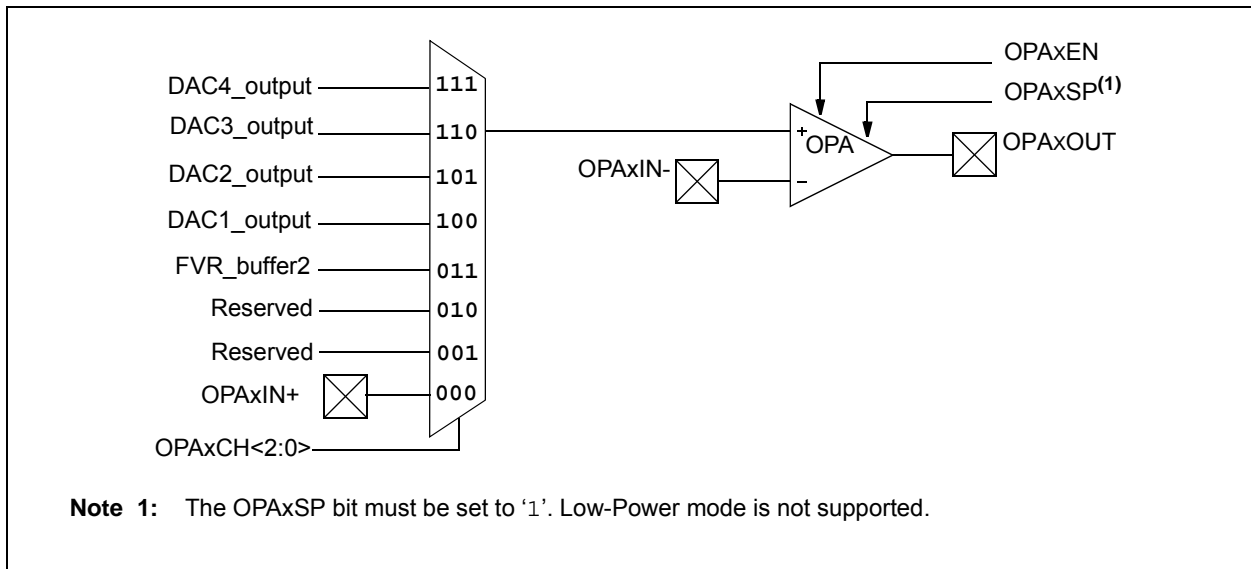 OPAxEN
OPAxSP(1)
DAC4_output
111
DAC3_output
110
+
OPA
OPAxOUT
OPAxIN-
–
DAC2_output
101
DAC1_output
100
FVR_buffer2
011
Reserved
010
Reserved
001
OPAxIN+
000
OPAxCH<2:0>
Note 1: The OPAxSP bit must be set to ‘1’. Low-Power mode is not supported.